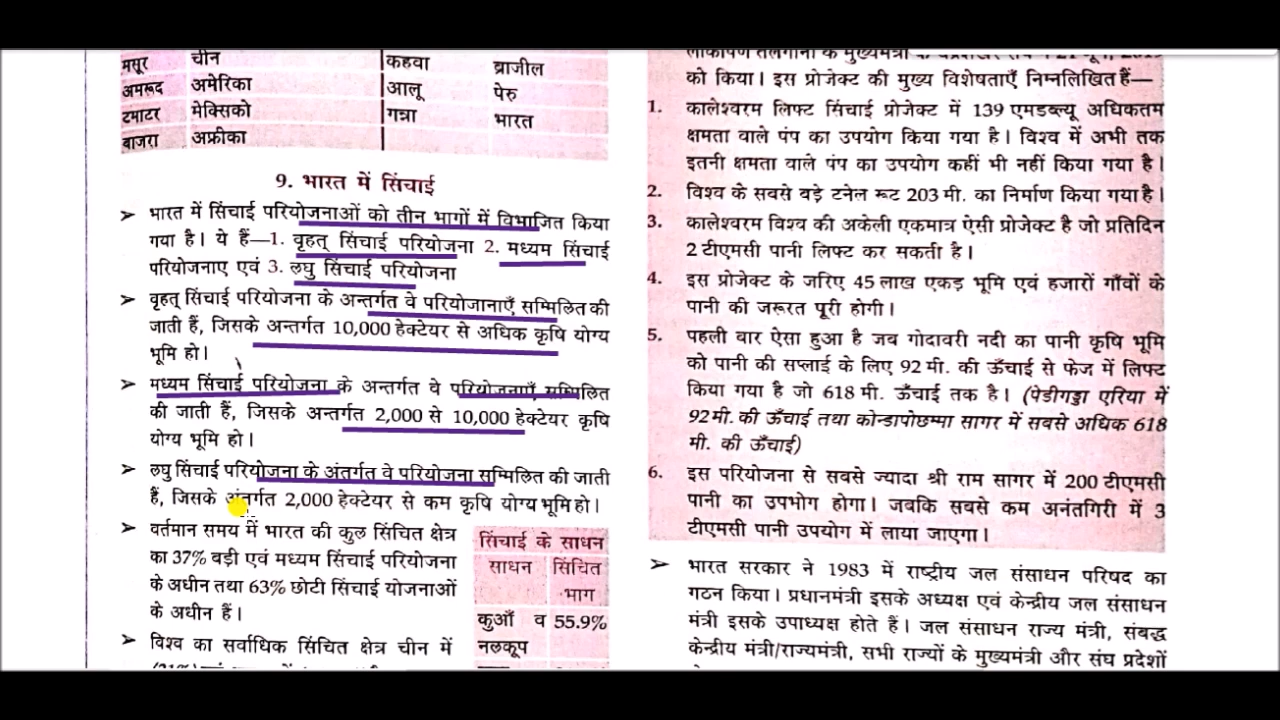 मसूर चीन कहवा ब्राजील
अमरूद अमेरिका आलू पेरु
टमाटर मेक्सिको गन्ना भारत
बाजरा अफ्रीका
9. भारत में सिंचाई
➢ भारत में सिंचाई परियोजनाओं को तीन भागों में विभाजित किया
गया है। ये हैं—1. वृहत् सिंचाई परियोजना 2. मध्यम सिंचाई
परियोजनाए एवं 3. लघु सिंचाई परियोजना
➢ वृहत् सिंचाई परियोजना के अन्तर्गत वे परियोजानाएँ सम्मिलित की
जाती हैं, जिसके अन्तर्गत 10,000 हेक्टेयर से अधिक कृषि योग्य
भूमि हो।
➢ मध्यम सिंचाई परियोजना के अन्तर्गत वे परियोजनाएँ सम्मिलित
की जाती हैं, जिसके अन्तर्गत 2,000 से 10,000 हेक्टेयर कृषि
योग्य भूमि हो।
➢ लघु सिंचाई परियोजना के अंतर्गत वे परियोजना सम्मिलित की जाती
हैं, जिसके अंतर्गत 2,000 हेक्टेयर से कम कृषि योग्य भूमि हो।
➢ वर्तमान समय में भारत की कुल सिंचित क्षेत्र
का 37% बड़ी एवं मध्यम सिंचाई परियोजना
के अधीन तथा 63% छोटी सिंचाई योजनाओं
के अधीन हैं।
➢ विश्व का सर्वाधिक सिंचित क्षेत्र चीन में
सिंचाई के साधन
साधन सिंचित
भाग
कुआँ व 55.9%
नलकूप
को किया। इस प्रोजेक्ट की मुख्य विशेषताएँ निम्नलिखित हैं—
1. कालेश्वरम लिफ्ट सिंचाई प्रोजेक्ट में 139 एमडब्ल्यू अधिकतम
क्षमता वाले पंप का उपयोग किया गया है। विश्व में अभी तक
इतनी क्षमता वाले पंप का उपयोग कहीं भी नहीं किया गया है।
2. विश्व के सबसे बड़े टनेल रूट 203 मी. का निर्माण किया गया है।
3. कालेश्वरम विश्व की अकेली एकमात्र ऐसी प्रोजेक्ट है जो प्रतिदिन
2 टीएमसी पानी लिफ्ट कर सकती है।
4. इस प्रोजेक्ट के जरिए 45 लाख एकड़ भूमि एवं हजारों गाँवों के
पानी की जरूरत पूरी होगी।
5. पहली बार ऐसा हुआ है जब गोदावरी नदी का पानी कृषि भूमि
को पानी की सप्लाई के लिए 92 मी. की ऊँचाई से फेज में लिफ्ट
किया गया है जो 618 मी. ऊँचाई तक है। (पेडीगड्डा एरिया में
92मी. की ऊँचाई तथा कोन्डापोछम्मा सागर में सबसे अधिक 618
मी. की ऊँचाई)
6. इस परियोजना से सबसे ज्यादा श्री राम सागर में 200 टीएमसी
पानी का उपभोग होगा। जबकि सबसे कम अनंतगिरी में 3
टीएमसी पानी उपयोग में लाया जाएगा।
➢ भारत सरकार ने 1983 में राष्ट्रीय जल संसाधन परिषद का
गठन किया। प्रधानमंत्री इसके अध्यक्ष एवं केन्द्रीय जल संसाधन
मंत्री इसके उपाध्यक्ष होते हैं। जल संसाधन राज्य मंत्री, संबद्ध
केन्द्रीय मंत्री/राज्यमंत्री, सभी राज्यों के मुख्यमंत्री और संघ प्रदेशों